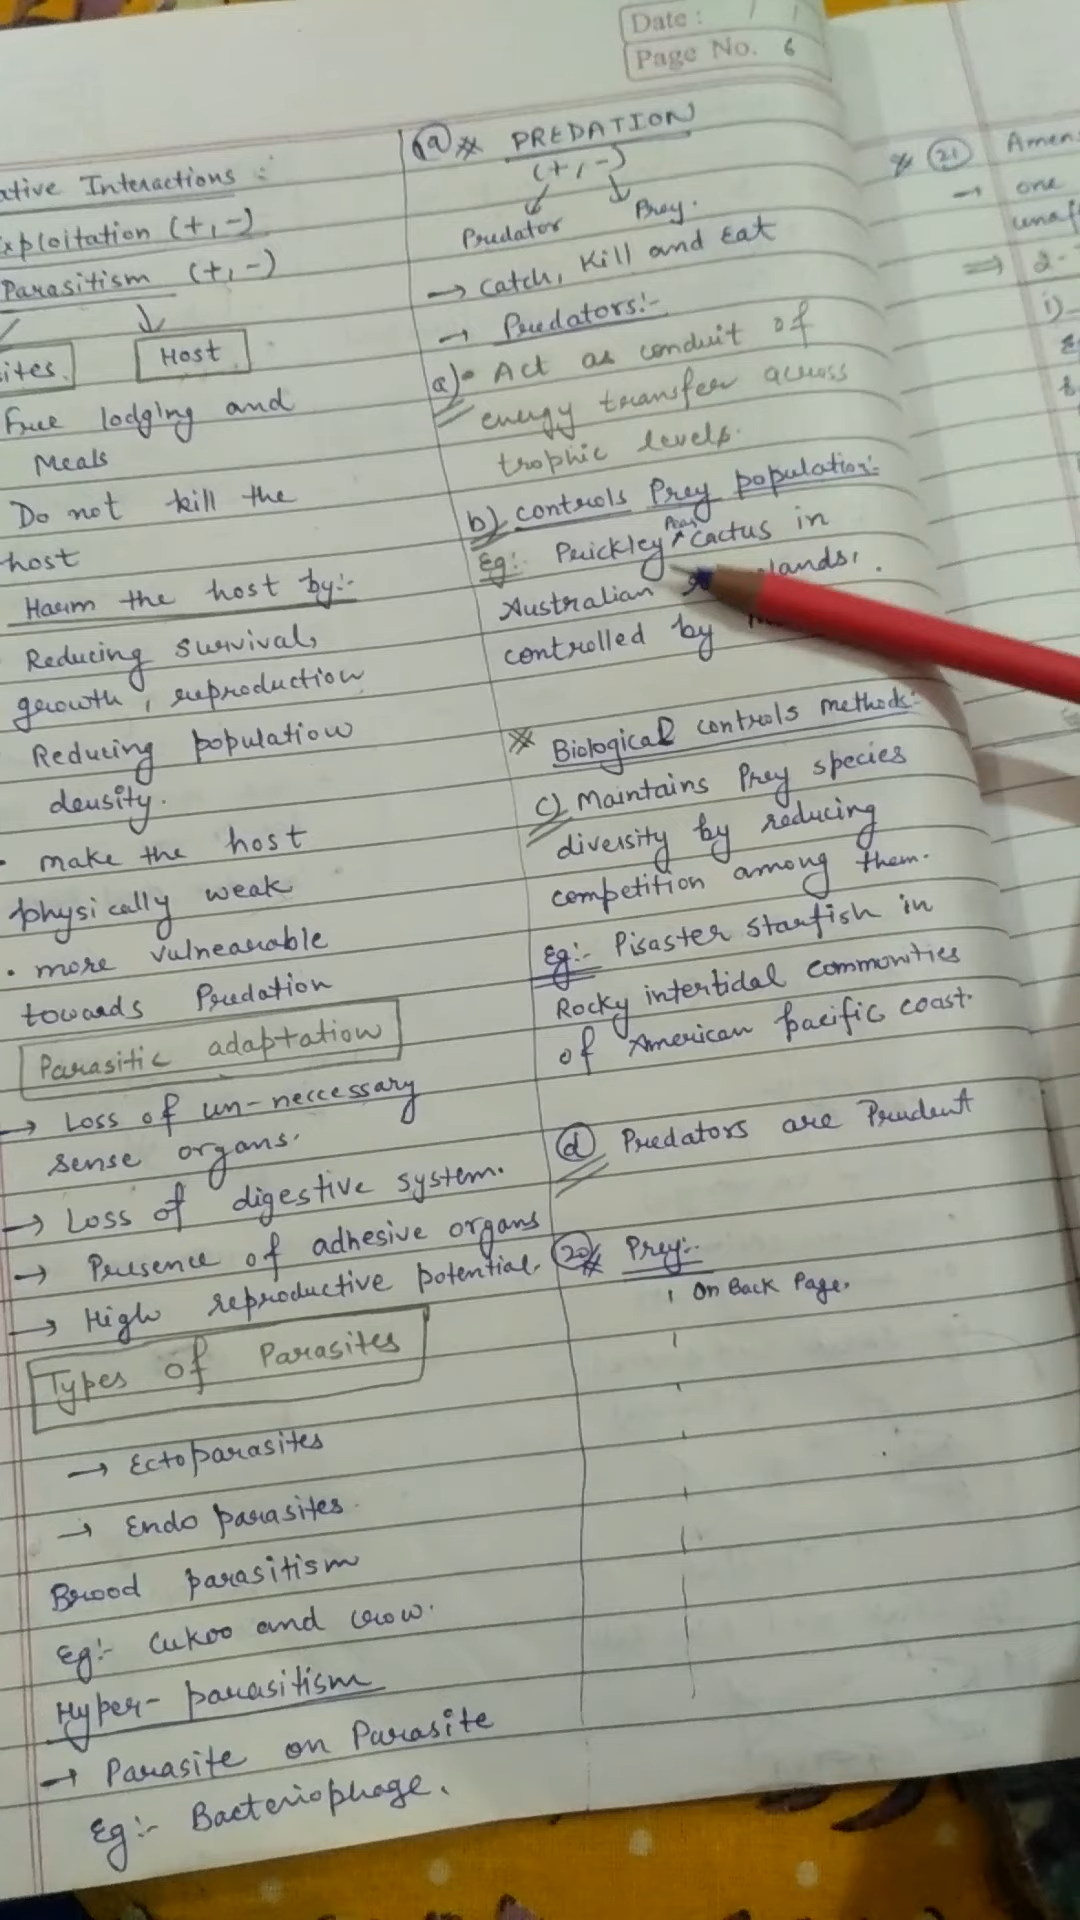 Date : / /
Page No. 6
ative Interactions :
Exploitation (+,-)
Parasitism (+,-)
ites
Host
Free lodging and
Meals
Do not kill the
host
Harm the host by:-
Reducing survival,
growth, reproduction
Reducing population
density.
• make the host
physically weak
• more vulnearable
towards Predation
Parasitic adaptation
→ Loss of un-neccessary
sense organs.
→ Loss of digestive system.
→ Presence of adhesive organs
→ High reproductive potential.
Types of Parasites
→ Ectoparasites
→ Endo parasites.
Brood parasitism
Eg:- Cukoo and crow.
Hyper-parasitism
→ Parasite on Parasite
Eg:- Bacteriophage.
* PREDATION
(+,-)
Predator Prey.
→ Catch, Kill and Eat
→ Predators:-
a)• Act as conduit of
energy transfer across
trophic levels.
b) controls Prey population:-
Eg:- Prickley Pear Cactus in
Australian lands.
controlled by
* Biological controls methods:-
c) Maintains Prey species
diversity by reducing
competition among them.
Eg:- Pisaster starfish in
Rocky intertidal commonities
of American pacific coast.
d Predators are Prudent
20 * Prey:-
On Back Page.
* 21 Amen
→ one
unaf
⇒ 2-
i)